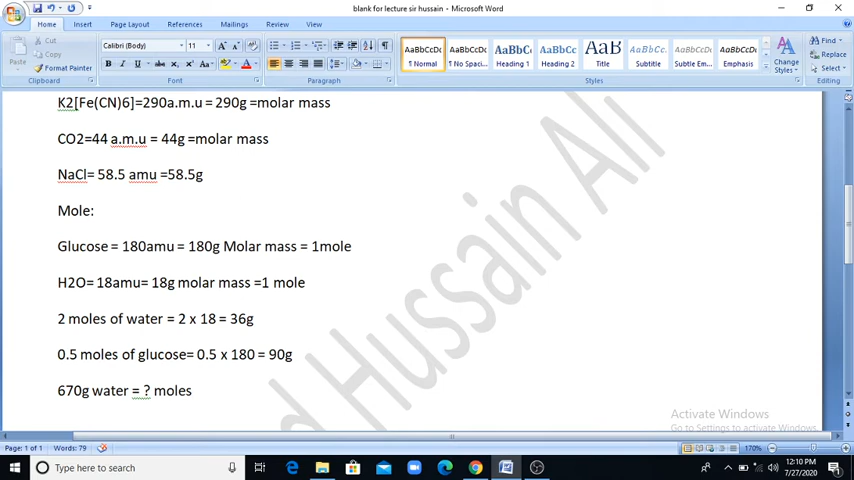 blank for lecture sir hussain - Microsoft Word
Home Insert Page Layout References Mailings Review View
Cut
Copy
Format Painter
Paste
Clipboard
Calibri (Body) 11
Font
Paragraph
AaBbCcDc AaBbCcDc AaBbCc AaBbCc AaB AaBbCcI AaBbCcDc AaBbCcDc
¶ Normal ¶ No Spaci... Heading 1 Heading 2 Title Subtitle Subtle Em... Emphasis
Change Styles
Styles
Find
Replace
Select
Editing
K2[Fe(CN)6]=290a.m.u = 290g =molar mass
CO2=44 a.m.u = 44g =molar mass
NaCl= 58.5 amu =58.5g
Mole:
Glucose = 180amu = 180g Molar mass = 1mole
H2O= 18amu= 18g molar mass =1 mole
2 moles of water = 2 x 18 = 36g
0.5 moles of glucose= 0.5 x 180 = 90g
670g water = ? moles
d Hussain Ali
Activate Windows
Go to Settings to activate Windows.
Page: 1 of 1 Words: 79 170%
Type here to search
12:10 PM
7/27/2020